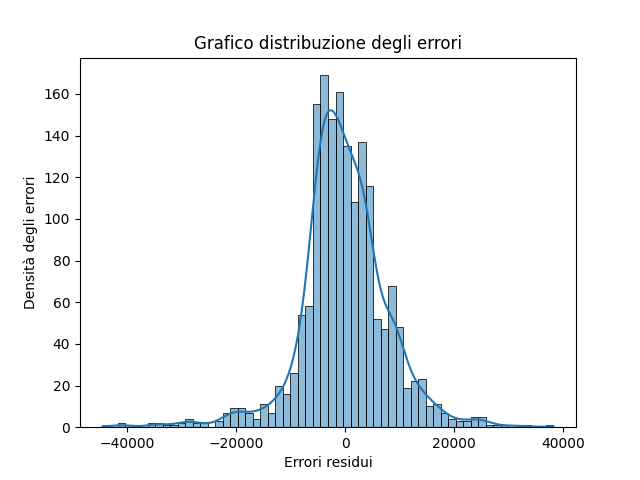 Grafico distribuzione degli errori
160
140
120
100
80
60
40
20
0
Densità degli errori
−40000 −20000 0 20000 40000
Errori residui